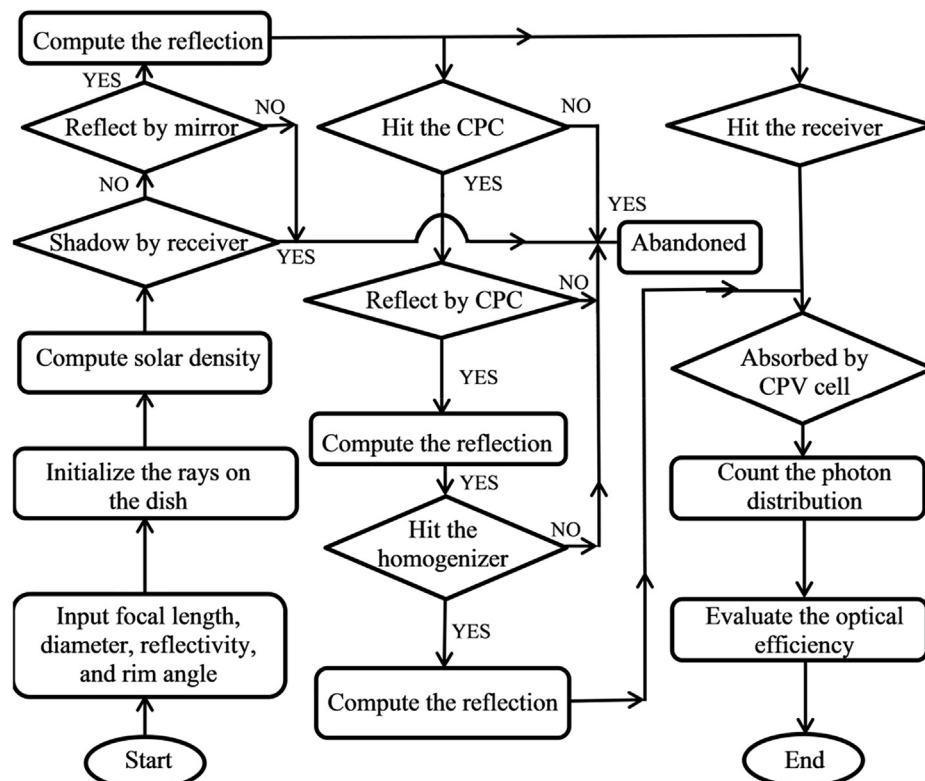 Compute the reflection
YES
Reflect by mirror
NO
NO
Shadow by receiver
YES
Compute solar density
Initialize the rays on
the dish
Input focal length,
diameter, reflectivity,
and rim angle
Start
Hit the CPC
NO
YES
YES
Abandoned
Reflect by CPC
NO
YES
Compute the reflection
YES
Hit the
homogenizer
NO
YES
Compute the reflection
Hit the receiver
Absorbed by
CPV cell
Count the photon
distribution
Evaluate the optical
efficiency
End